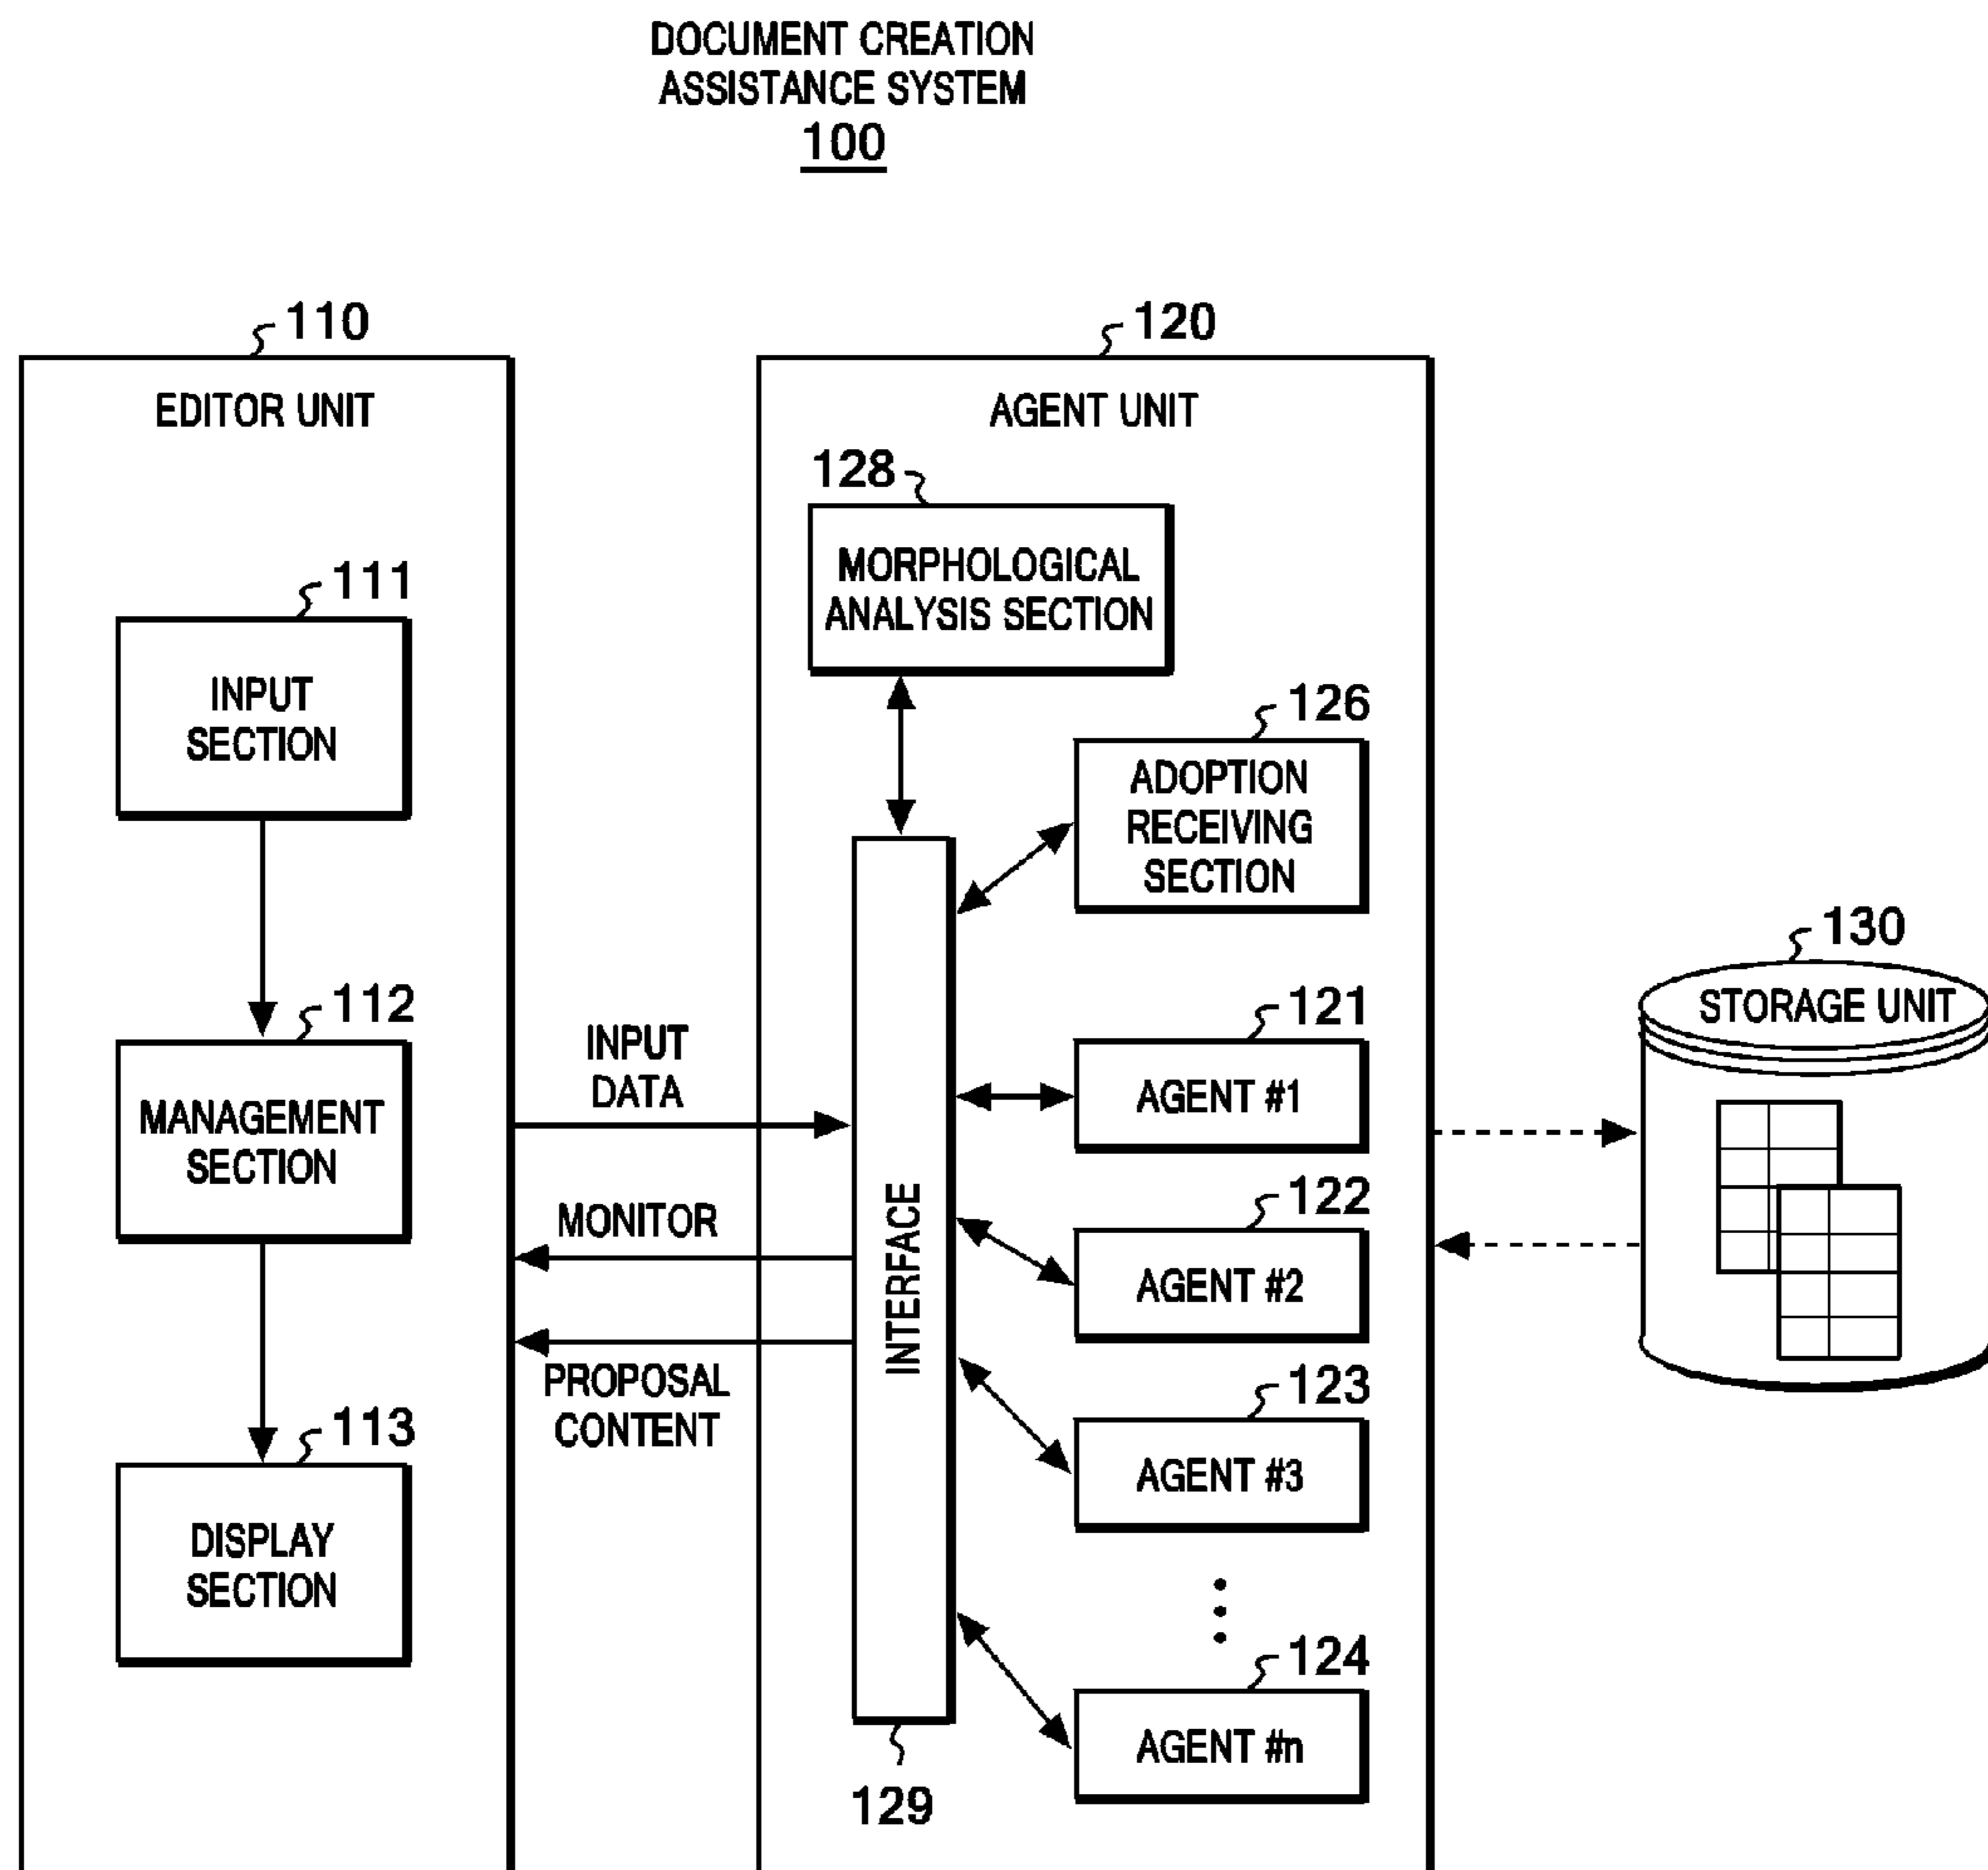 DOCUMENT CREATION
ASSISTANCE SYSTEM
100
110
EDITOR UNIT
111
INPUT
SECTION
112
MANAGEMENT
SECTION
113
DISPLAY
SECTION
INPUT
DATA
MONITOR
PROPOSAL
CONTENT
120
AGENT UNIT
128
MORPHOLOGICAL
ANALYSIS SECTION
126
ADOPTION
RECEIVING
SECTION
INTERFACE
129
121
AGENT #1
122
AGENT #2
123
AGENT #3
124
AGENT #n
130
STORAGE UNIT